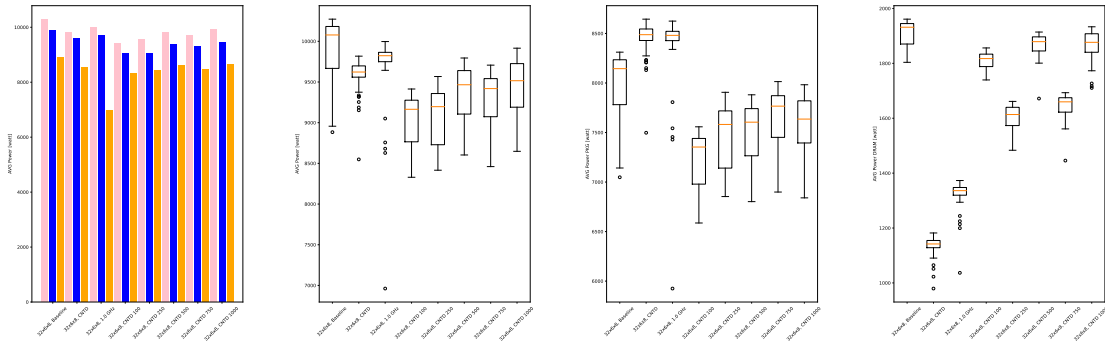 AVG Power [watt]
10000
8000
6000
4000
2000
0
32x6x8, Baseline
32x6x8, CNTD
32x6x8, 1.0 GHz
32x6x8, CNTD 100
32x6x8, CNTD 250
32x6x8, CNTD 500
32x6x8, CNTD 750
32x6x8, CNTD 1000
AVG Power [watt]
10000
9500
9000
8500
8000
7500
7000
32x6x8, Baseline
32x6x8, CNTD
32x6x8, 1.0 GHz
32x6x8, CNTD 100
32x6x8, CNTD 250
32x6x8, CNTD 500
32x6x8, CNTD 750
32x6x8, CNTD 1000
AVG Power PKG [watt]
8500
8000
7500
7000
6500
6000
32x6x8, Baseline
32x6x8, CNTD
32x6x8, 1.0 GHz
32x6x8, CNTD 100
32x6x8, CNTD 250
32x6x8, CNTD 500
32x6x8, CNTD 750
32x6x8, CNTD 1000
AVG Power DRAM [watt]
2000
1800
1600
1400
1200
1000
32x6x8, Baseline
32x6x8, CNTD
32x6x8, 1.0 GHz
32x6x8, CNTD 100
32x6x8, CNTD 250
32x6x8, CNTD 500
32x6x8, CNTD 750
32x6x8, CNTD 1000